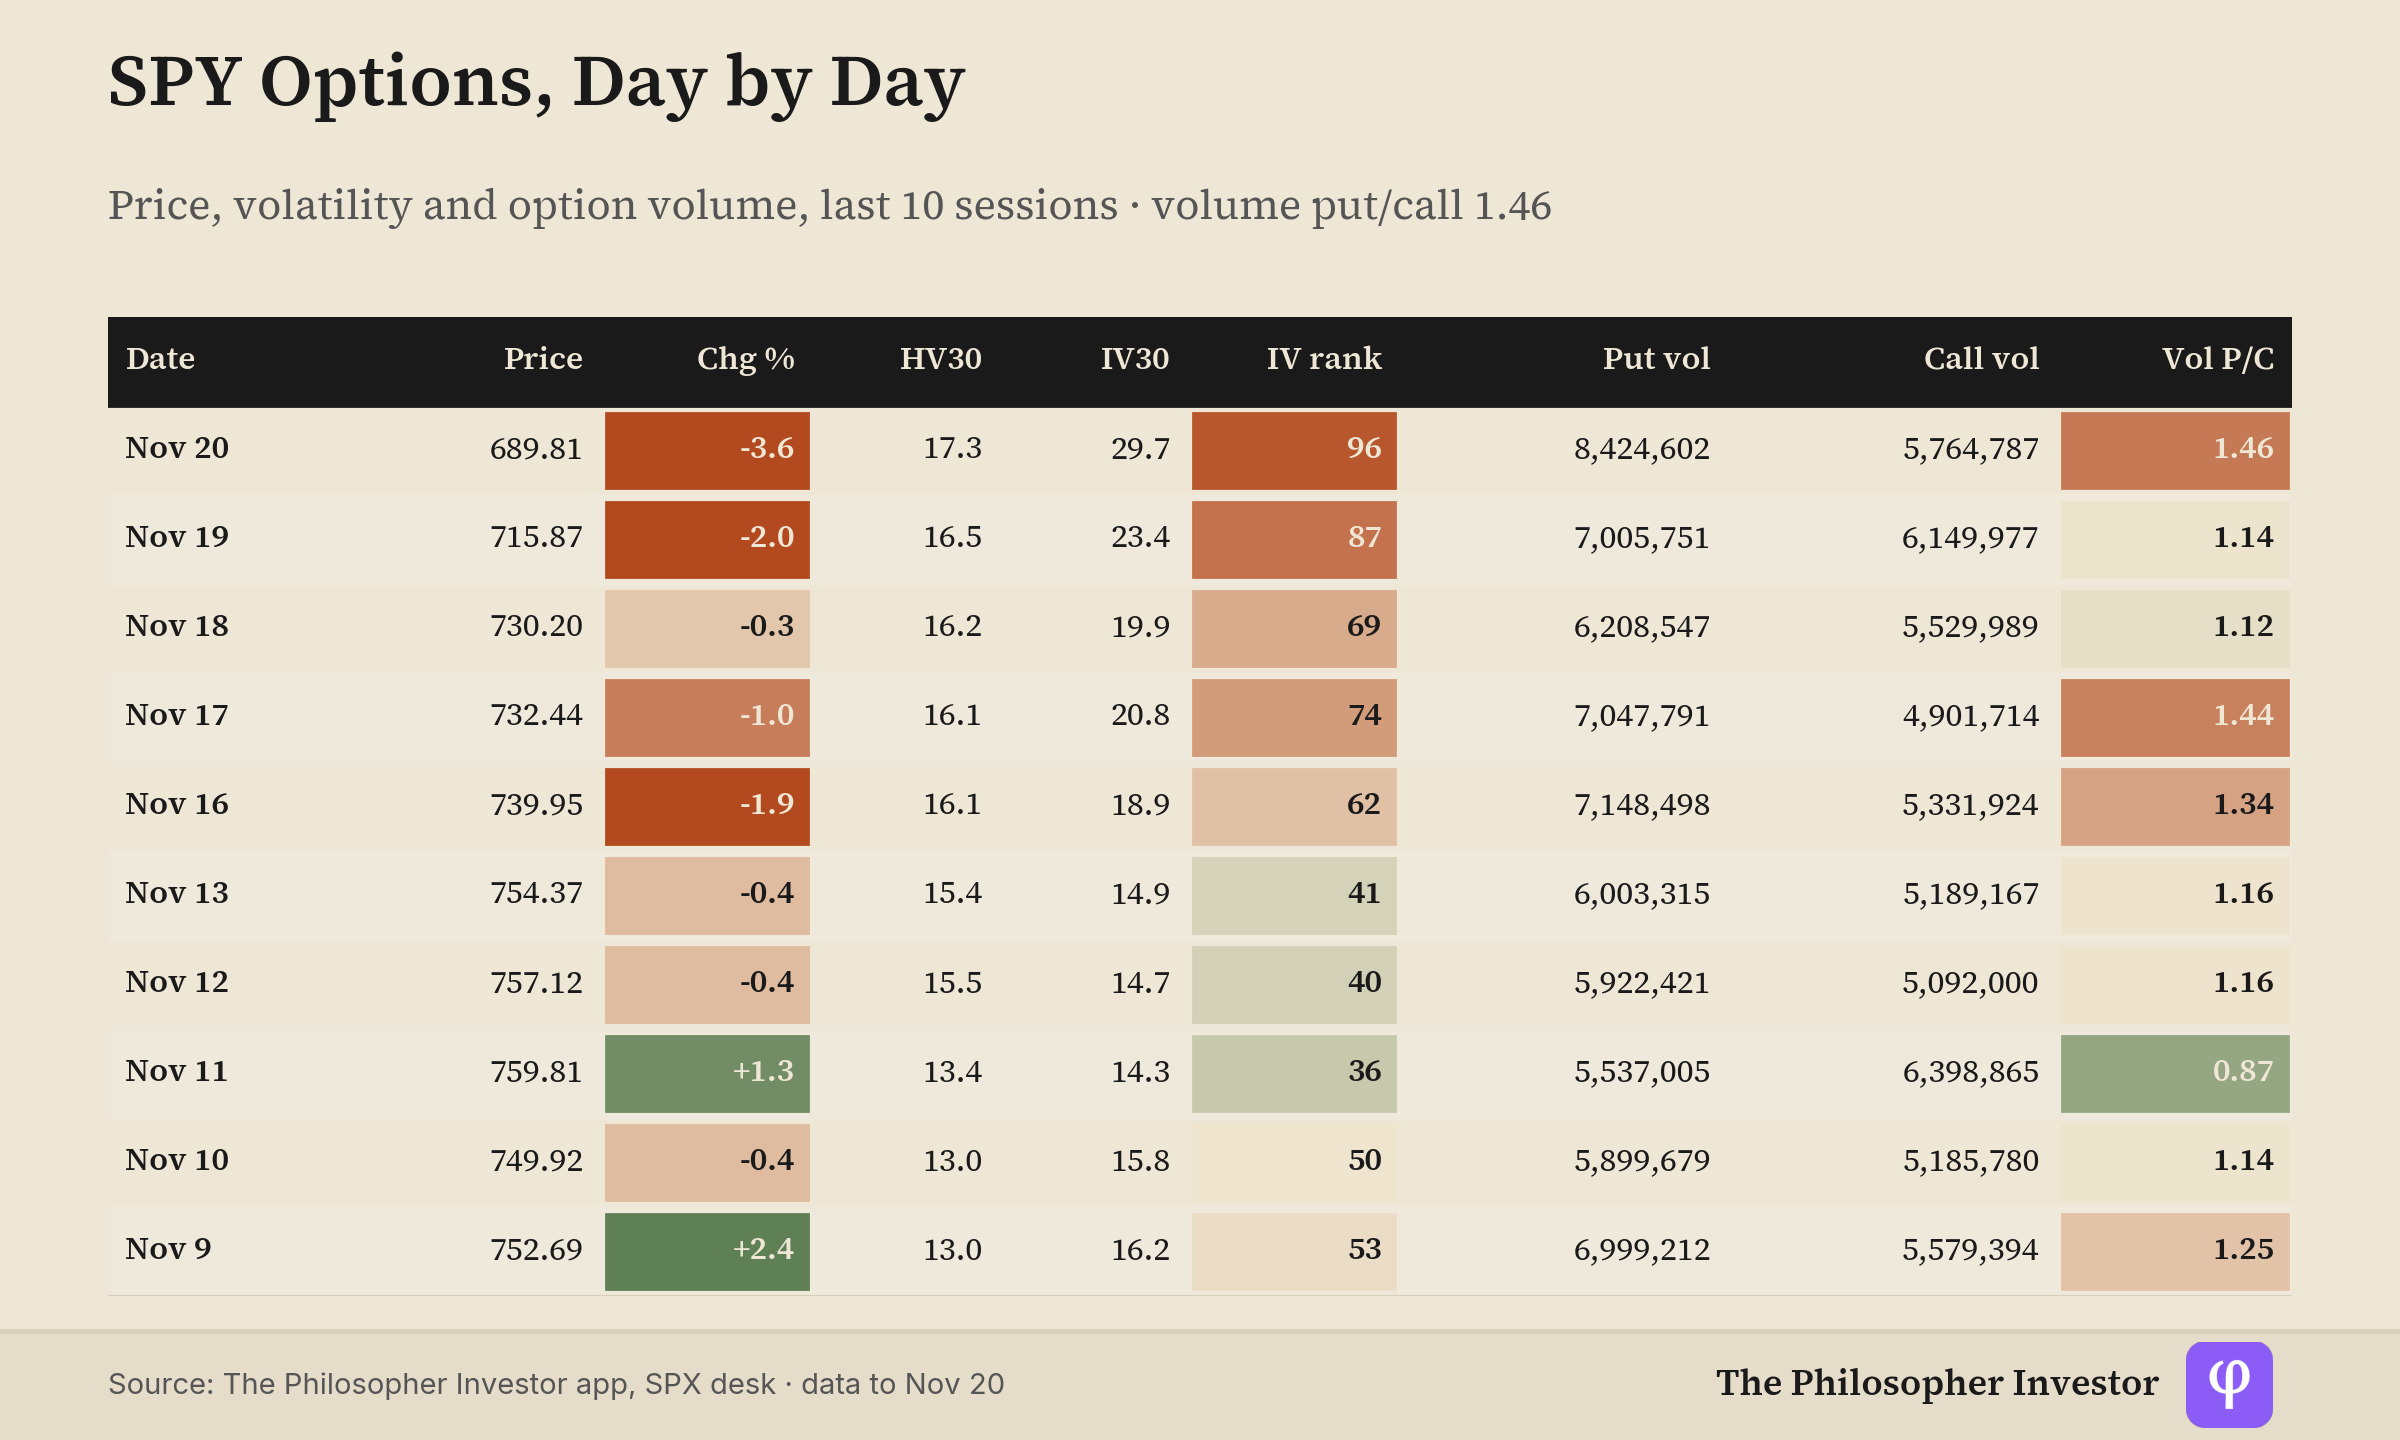 SPY Options, Day by Day
Price, volatility and option volume, last 10 sessions · volume put/call 1.46
Date Price Chg % HV30 IV30 IV rank Put vol Call vol Vol P/C
Nov 20 689.81 -3.6 17.3 29.7 96 8,424,602 5,764,787 1.46
Nov 19 715.87 -2.0 16.5 23.4 87 7,005,751 6,149,977 1.14
Nov 18 730.20 -0.3 16.2 19.9 69 6,208,547 5,529,989 1.12
Nov 17 732.44 -1.0 16.1 20.8 74 7,047,791 4,901,714 1.44
Nov 16 739.95 -1.9 16.1 18.9 62 7,148,498 5,331,924 1.34
Nov 13 754.37 -0.4 15.4 14.9 41 6,003,315 5,189,167 1.16
Nov 12 757.12 -0.4 15.5 14.7 40 5,922,421 5,092,000 1.16
Nov 11 759.81 +1.3 13.4 14.3 36 5,537,005 6,398,865 0.87
Nov 10 749.92 -0.4 13.0 15.8 50 5,899,679 5,185,780 1.14
Nov 9 752.69 +2.4 13.0 16.2 53 6,999,212 5,579,394 1.25
Source: The Philosopher Investor app, SPX desk · data to Nov 20
The Philosopher Investor φ